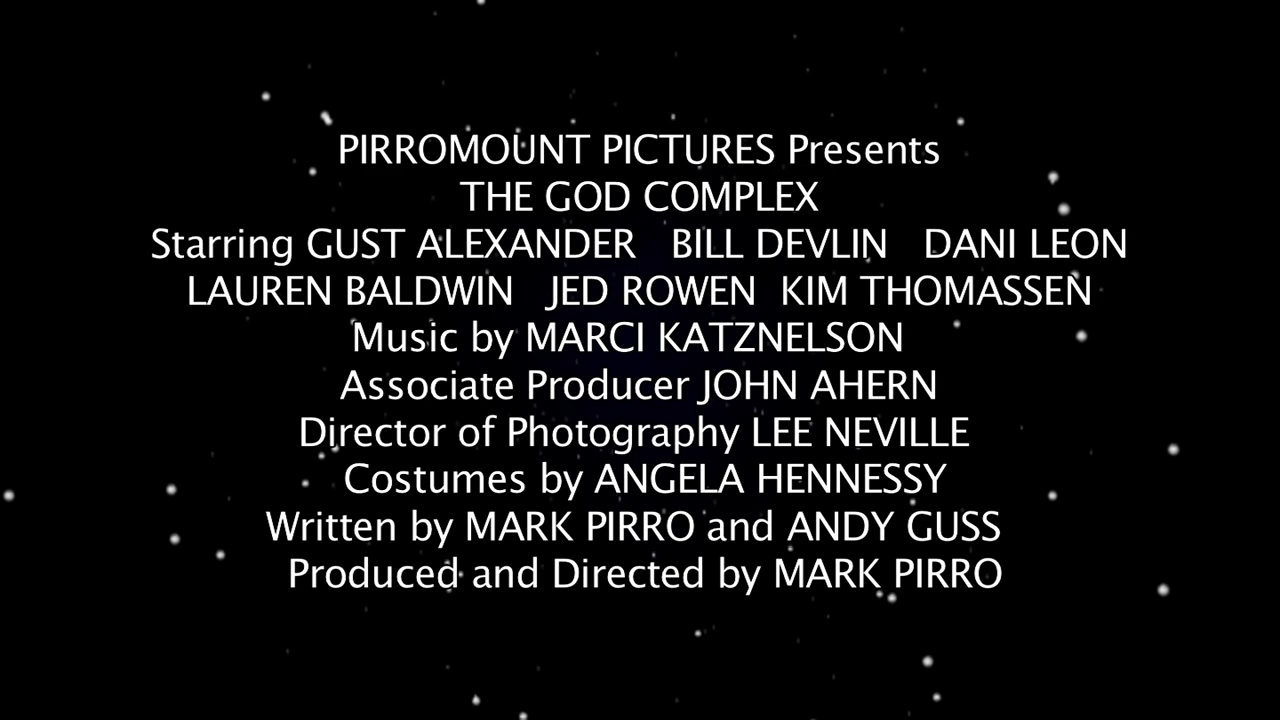 PIRROMOUNT PICTURES Presents
THE GOD COMPLEX
Starring GUST ALEXANDER BILL DEVLIN DANI LEON
LAUREN BALDWIN JED ROWEN KIM THOMASSEN
Music by MARCI KATZNELSON
Associate Producer JOHN AHERN
Director of Photography LEE NEVILLE
Costumes by ANGELA HENNESSY
Written by MARK PIRRO and ANDY GUSS
Produced and Directed by MARK PIRRO